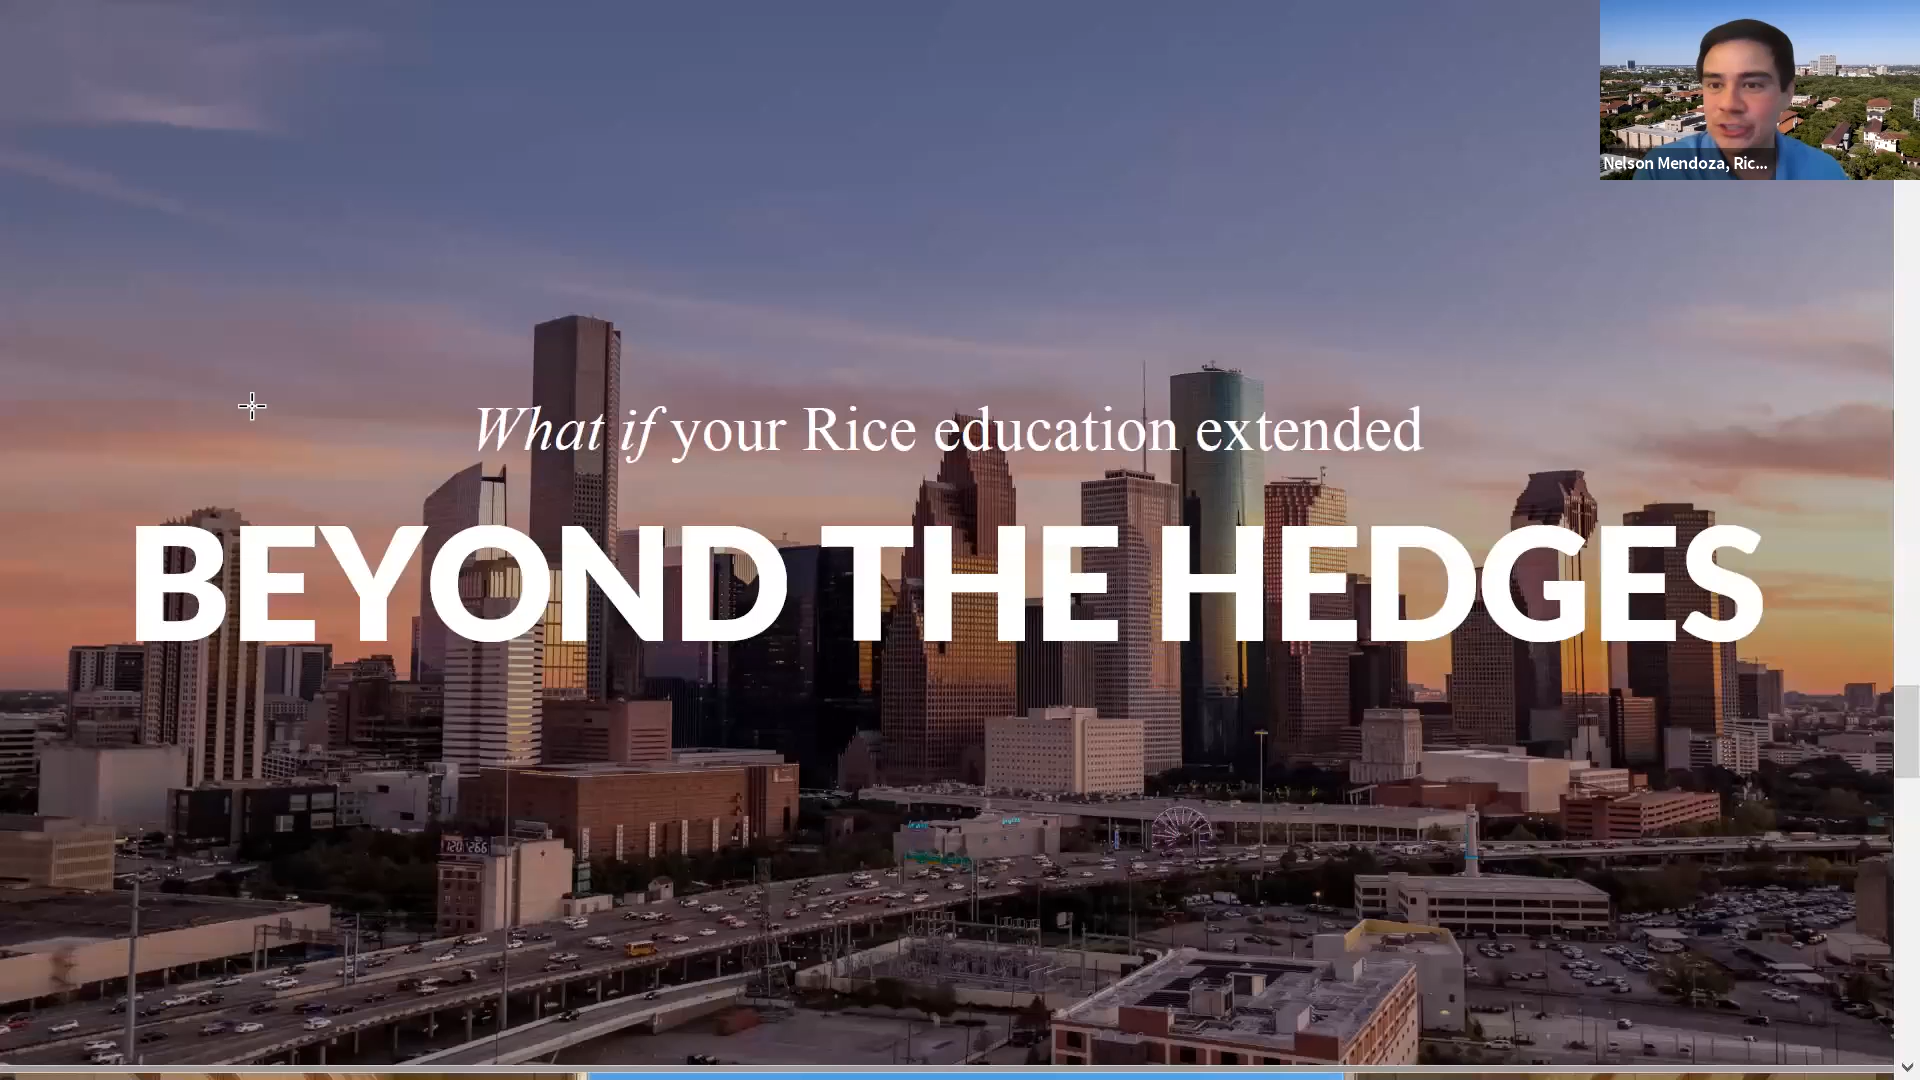 Nelson Mendoza, Ric...
What if your Rice education extended
BEYOND THE HEDGES